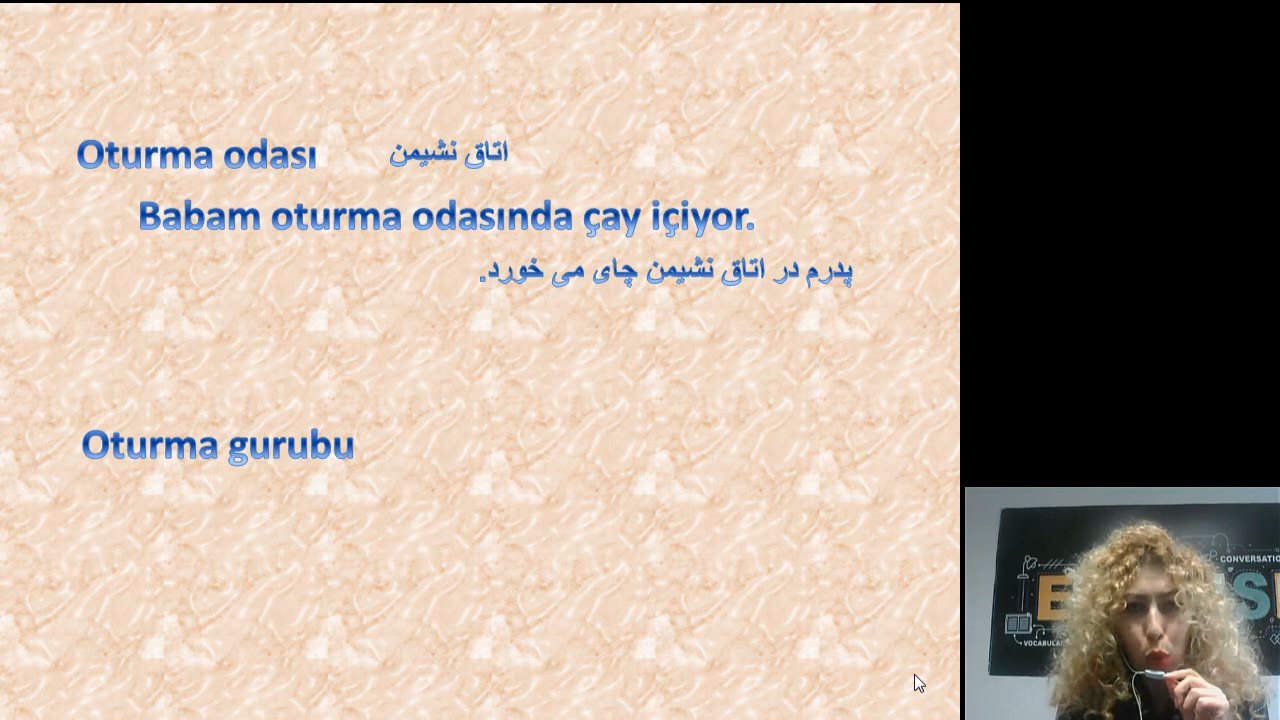 Oturma odası اتاق نشیمن
Babam oturma odasında çay içiyor.
پدرم در اتاق نشیمن چای می خورد.
Oturma gurubu
CONVERSATIO
VOCABULA